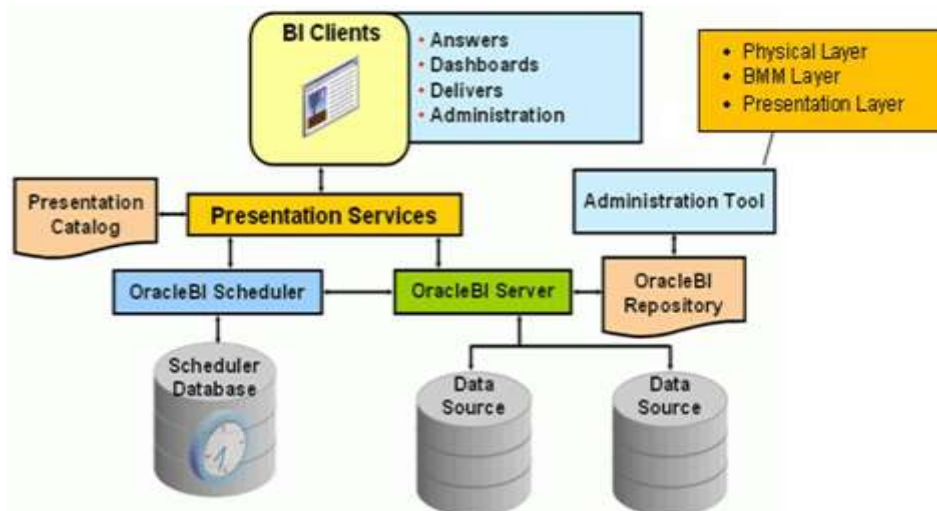 BI Clients
• Answers
• Dashboards
• Delivers
• Administration
• Physical Layer
• BMM Layer
• Presentation Layer
Presentation
Catalog
Presentation Services
Administration Tool
OracleBI Scheduler
OracleBI Server
OracleBI
Repository
Scheduler
Database
Data
Source
Data
Source